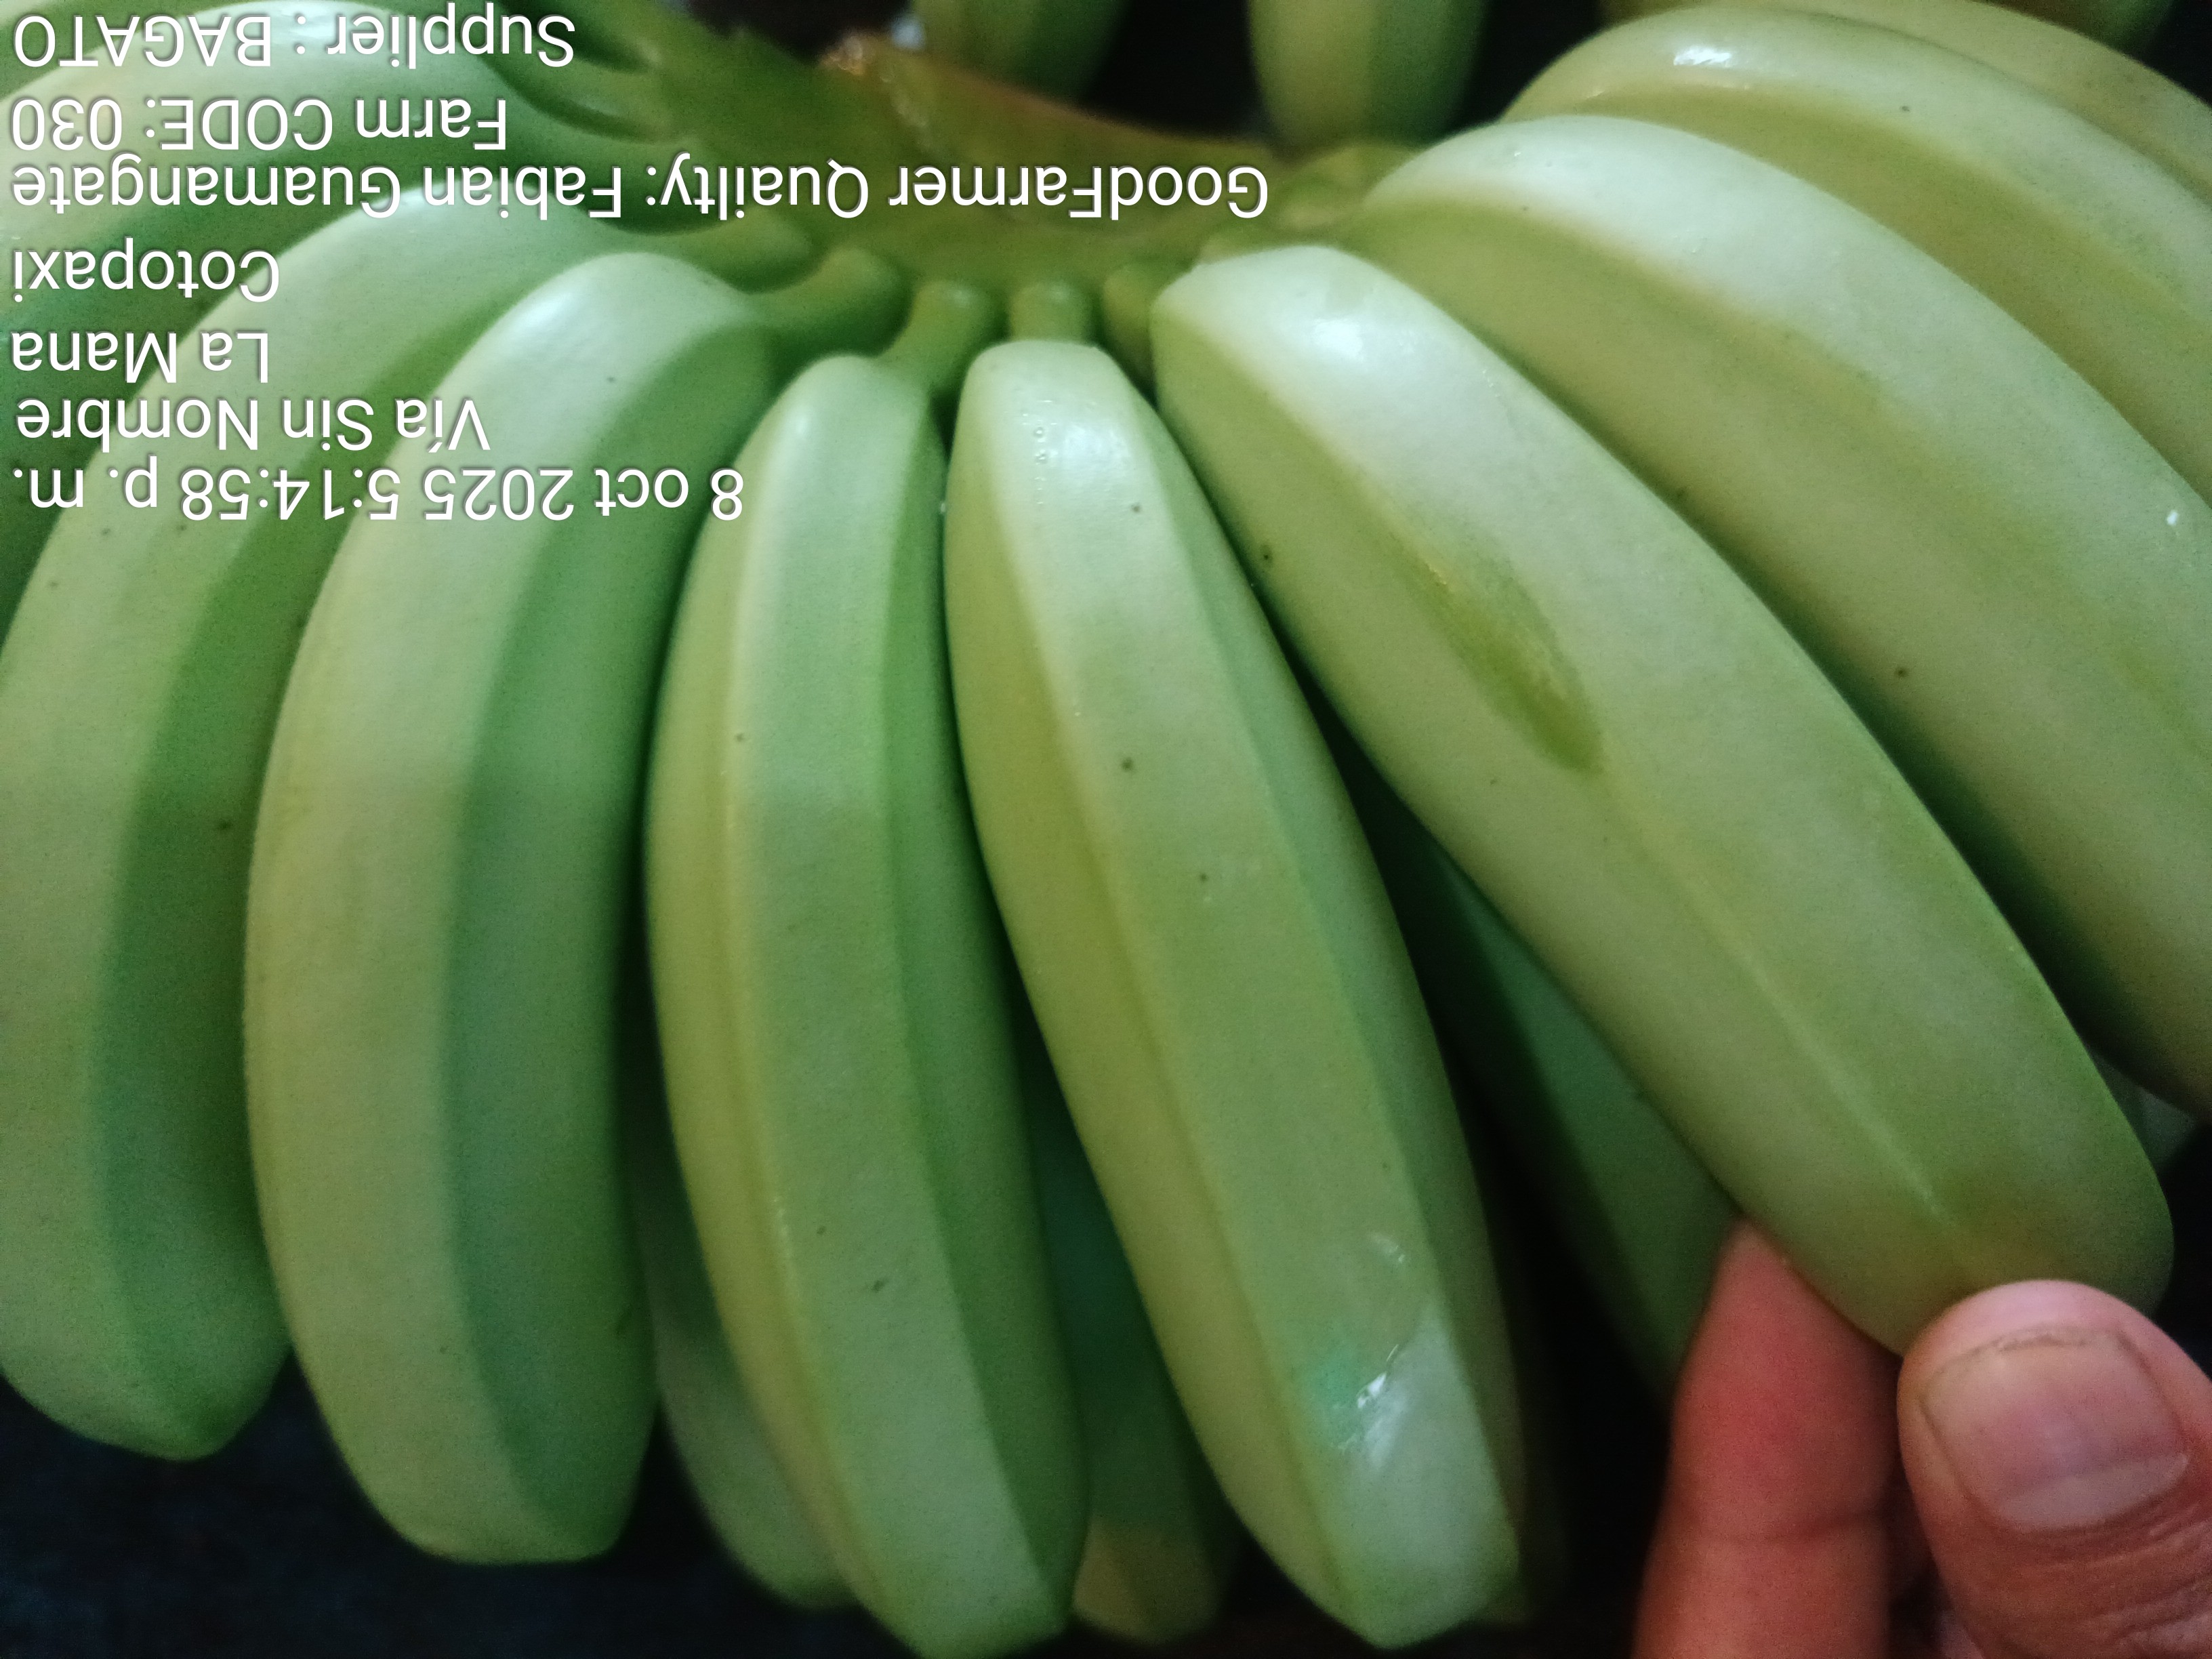 8 oct 2025 5:14:58 p. m.
Vía Sin Nombre
La Mana
Cotopaxi
GoodFarmer Quailty: Fabian Guamangate
Farm CODE: 030
Supplier : BAGATO